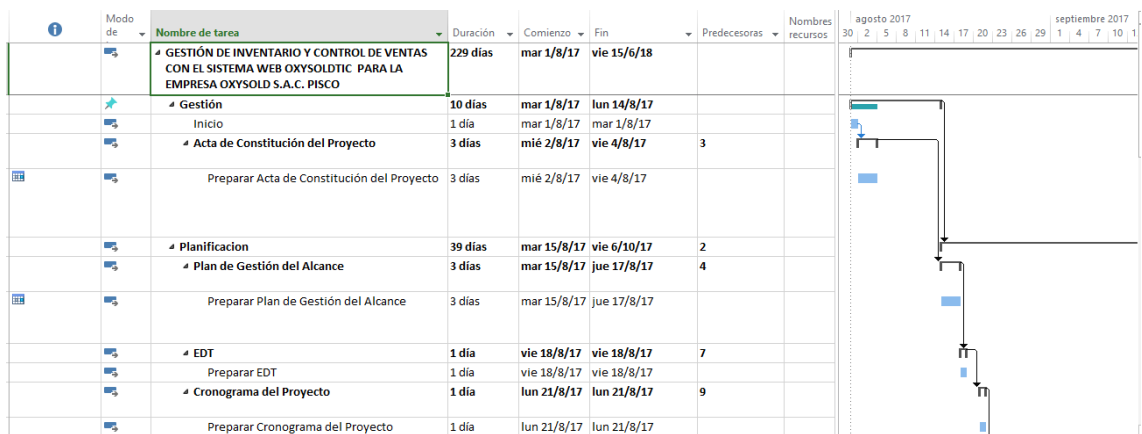 Modo de
Nombre de tarea
Duración
Comienzo
Fin
Predecesoras
Nombres recursos
agosto 2017
septiembre 2017
30 2 5 8 11 14 17 20 23 26 29 1 4 7 10 1
GESTIÓN DE INVENTARIO Y CONTROL DE VENTAS
CON EL SISTEMA WEB OXYSOLDTIC PARA LA
EMPRESA OXYSOLD S.A.C. PISCO
229 días mar 1/8/17 vie 15/6/18
Gestión 10 días mar 1/8/17 lun 14/8/17
Inicio 1 día mar 1/8/17 mar 1/8/17
Acta de Constitución del Proyecto 3 días mié 2/8/17 vie 4/8/17 3
Preparar Acta de Constitución del Proyecto 3 días mié 2/8/17 vie 4/8/17
Planificacion 39 días mar 15/8/17 vie 6/10/17 2
Plan de Gestión del Alcance 3 días mar 15/8/17 jue 17/8/17 4
Preparar Plan de Gestión del Alcance 3 días mar 15/8/17 jue 17/8/17
EDT 1 día vie 18/8/17 vie 18/8/17 7
Preparar EDT 1 día vie 18/8/17 vie 18/8/17
Cronograma del Proyecto 1 día lun 21/8/17 lun 21/8/17 9
Preparar Cronograma del Proyecto 1 día lun 21/8/17 lun 21/8/17